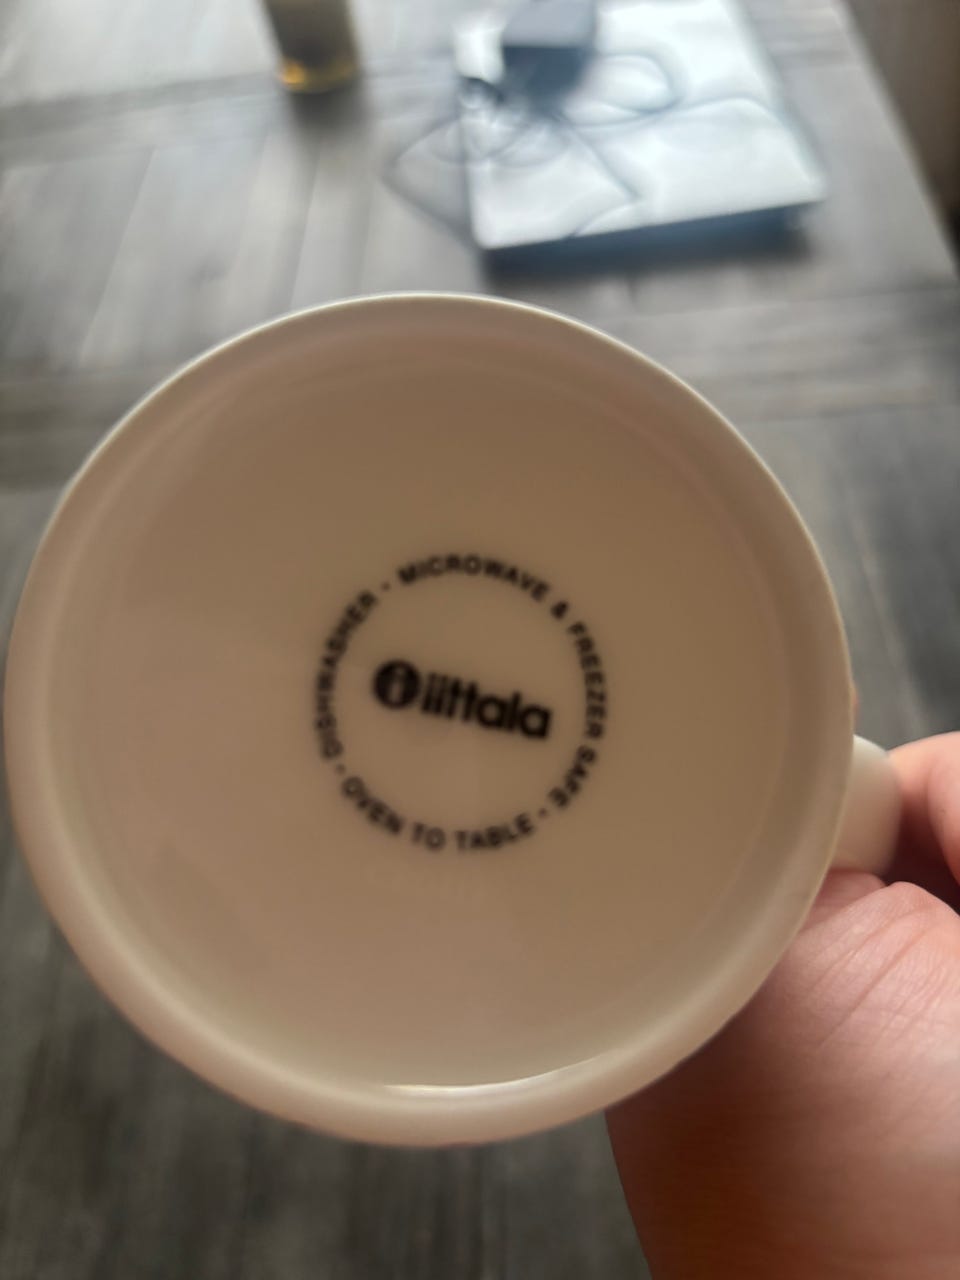 MICROWAVE & FREEZER SAFE • OVEN TO TABLE • DISHWASHER •
i iittala